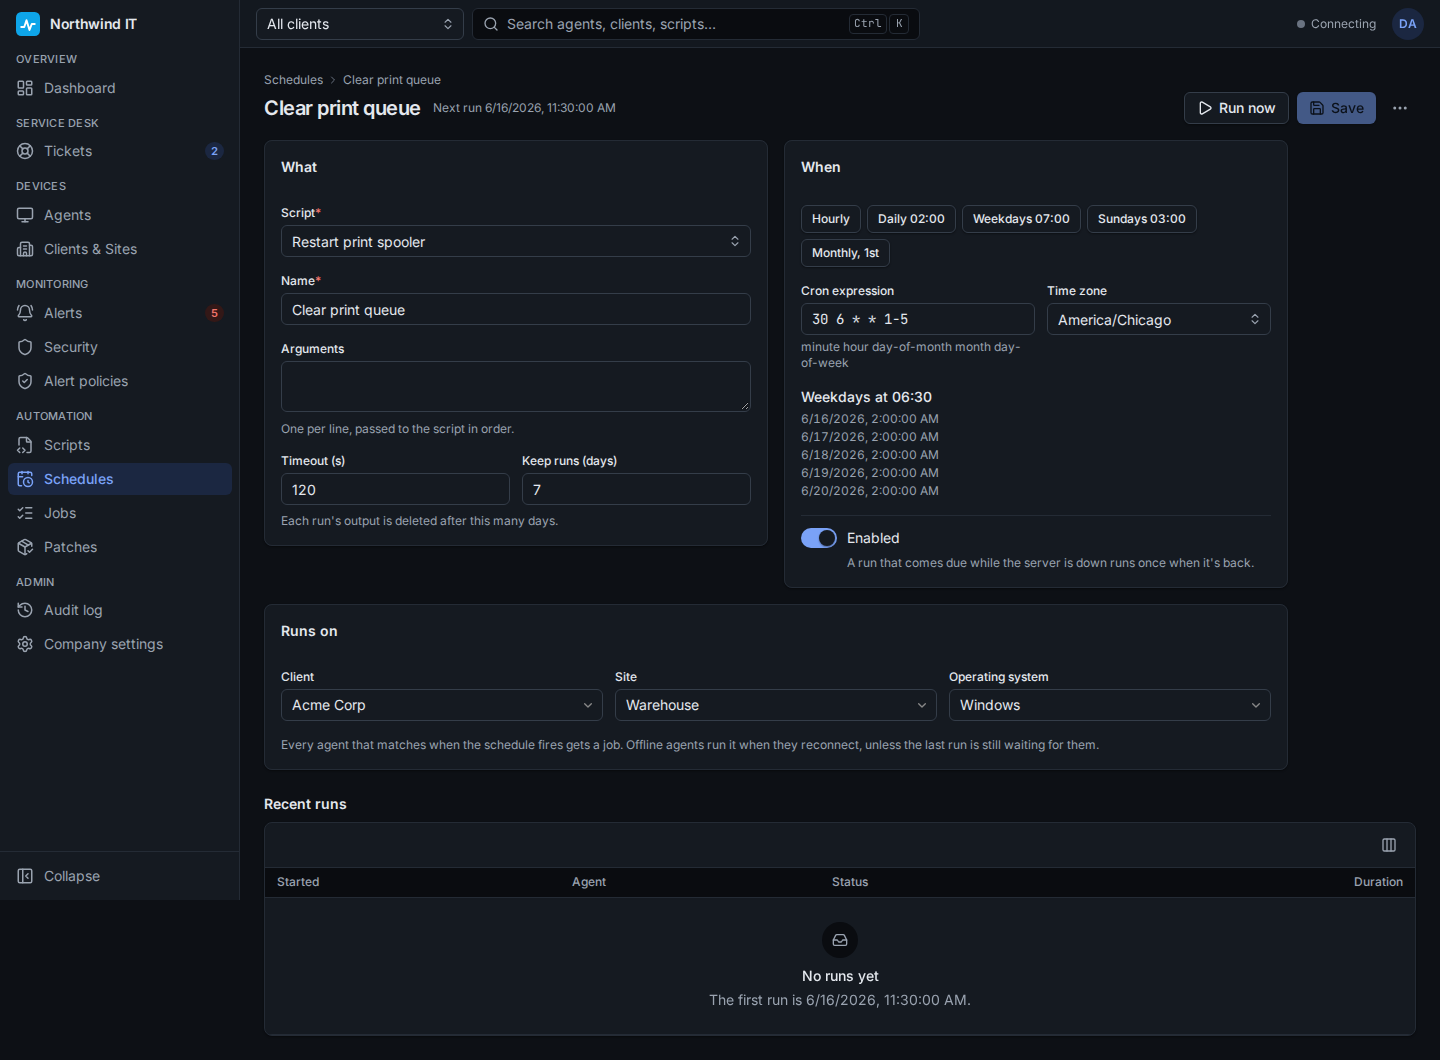 Northwind IT
All clients
Search agents, clients, scripts...
Ctrl K
Connecting
DA
OVERVIEW
Dashboard
SERVICE DESK
Tickets
2
DEVICES
Agents
Clients & Sites
MONITORING
Alerts
5
Security
Alert policies
AUTOMATION
Scripts
Schedules
Jobs
Patches
ADMIN
Audit log
Company settings
Collapse
Schedules > Clear print queue
Clear print queue
Next run 6/16/2026, 11:30:00 AM
Run now
Save
What
Script*
Restart print spooler
Name*
Clear print queue
Arguments
One per line, passed to the script in order.
Timeout (s)
Keep runs (days)
120
7
Each run's output is deleted after this many days.
When
Hourly
Daily 02:00
Weekdays 07:00
Sundays 03:00
Monthly, 1st
Cron expression
Time zone
30 6 * * 1-5
America/Chicago
minute hour day-of-month month day-
of-week
Weekdays at 06:30
6/16/2026, 2:00:00 AM
6/17/2026, 2:00:00 AM
6/18/2026, 2:00:00 AM
6/19/2026, 2:00:00 AM
6/20/2026, 2:00:00 AM
Enabled
A run that comes due while the server is down runs once when it's back.
Runs on
Client
Site
Operating system
Acme Corp
Warehouse
Windows
Every agent that matches when the schedule fires gets a job. Offline agents run it when they reconnect, unless the last run is still waiting for them.
Recent runs
Started
Agent
Status
Duration
No runs yet
The first run is 6/16/2026, 11:30:00 AM.